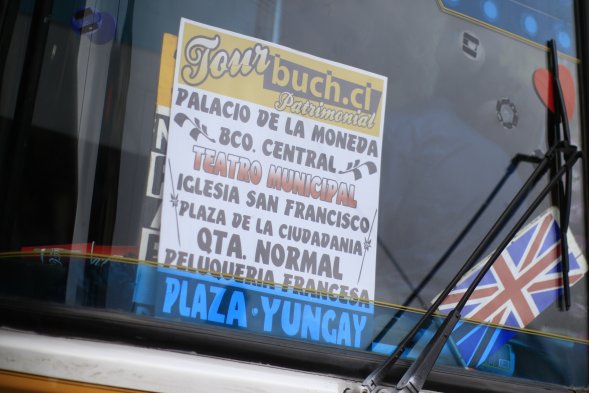 Tour buch.cl
Patrimonial
PALACIO DE LA MONEDA
BCO. CENTRAL
TEATRO MUNICIPAL
IGLESIA SAN FRANCISCO
PLAZA DE LA CIUDADANIA
QTA. NORMAL
PELUQUERIA FRANCESA
PLAZA · YUNGAY